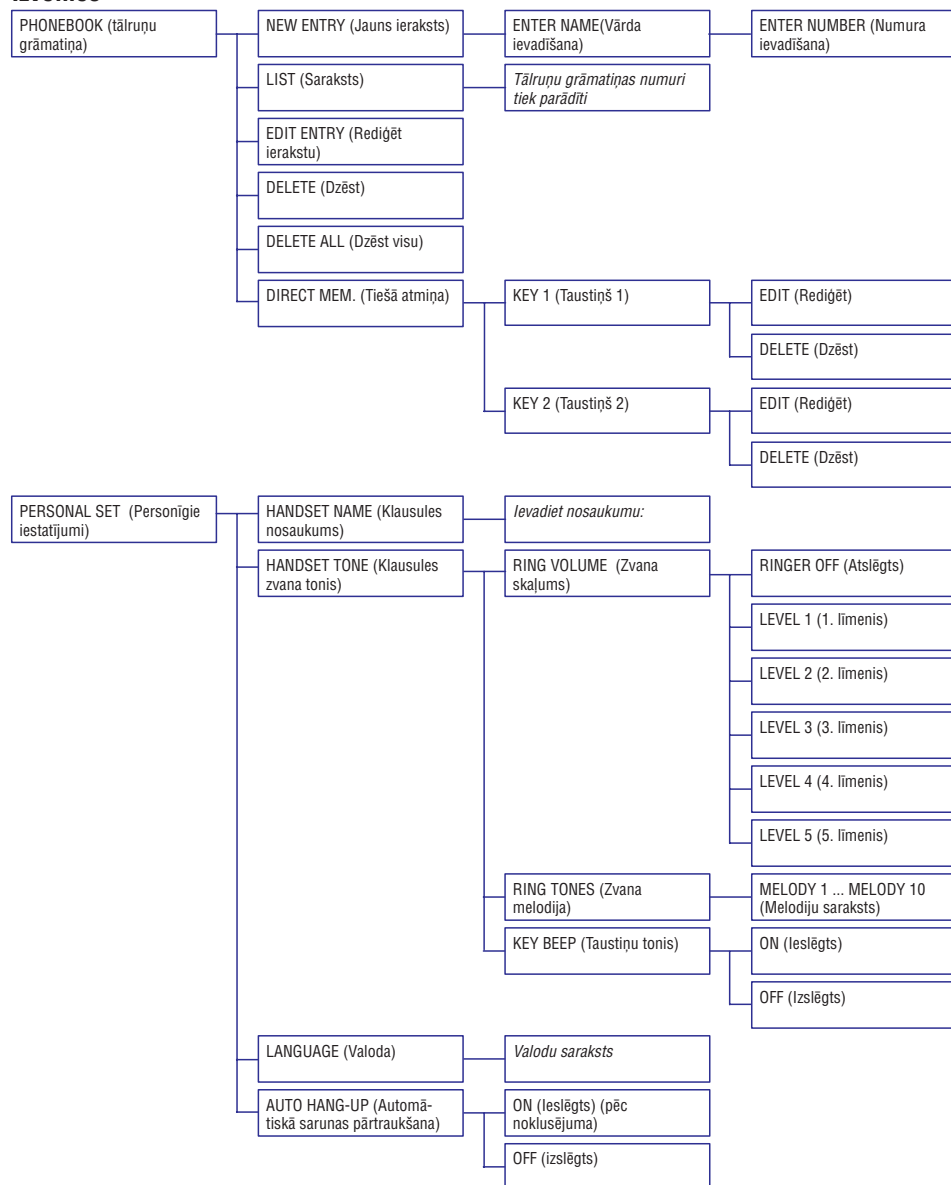 PHONEBOOK (tālruņu
grāmatiņa)
NEW ENTRY (Jauns ieraksts)
ENTER NAME(Vārda
ievadīšana)
ENTER NUMBER (Numura
ievadīšana)
LIST (Saraksts)
Tālruņu grāmatiņas numuri
tiek parādīti
EDIT ENTRY (Rediģēt
ierakstu)
DELETE (Dzēst)
DELETE ALL (Dzēst visu)
DIRECT MEM. (Tiešā atmiņa)
KEY 1 (Taustiņš 1)
EDIT (Rediģēt)
DELETE (Dzēst)
KEY 2 (Taustiņš 2)
EDIT (Rediģēt)
DELETE (Dzēst)
PERSONAL SET (Personīgie
iestatījumi)
HANDSET NAME (Klausules
nosaukums)
Ievadiet nosaukumu:
HANDSET TONE (Klausules
zvana tonis)
RING VOLUME (Zvana
skaļums)
RINGER OFF (Atslēgts)
LEVEL 1 (1. līmenis)
LEVEL 2 (2. līmenis)
LEVEL 3 (3. līmenis)
LEVEL 4 (4. līmenis)
LEVEL 5 (5. līmenis)
RING TONES (Zvana
melodija)
MELODY 1 ... MELODY 10
(Melodiju saraksts)
KEY BEEP (Taustiņu tonis)
ON (Ieslēgts)
OFF (Izslēgts)
LANGUAGE (Valoda)
Valodu saraksts
AUTO HANG-UP (Automā-
tiskā sarunas pārtraukšana)
ON (Ieslēgts) (pēc
noklusējuma)
OFF (izslēgts)